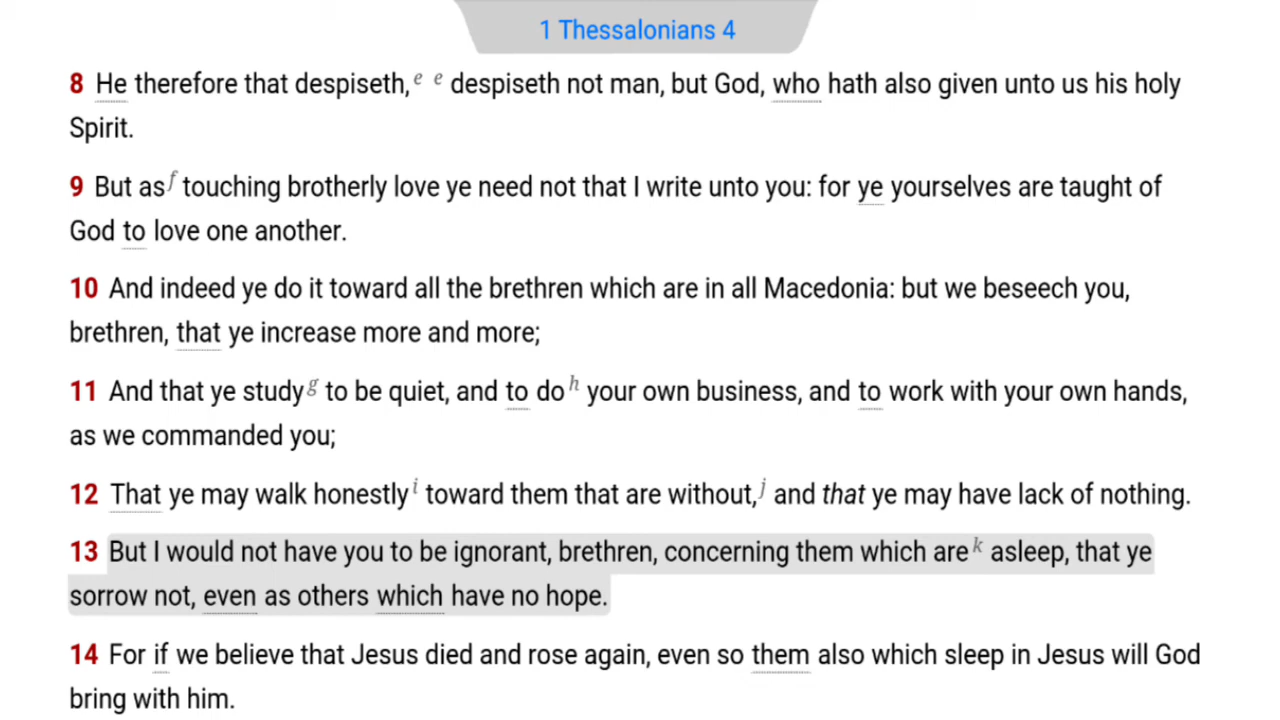 1 Thessalonians 4
8 He therefore that despiseth, e e despiseth not man, but God, who hath also given unto us his holy
Spirit.
9 But as f touching brotherly love ye need not that I write unto you: for ye yourselves are taught of
God to love one another.
10 And indeed ye do it toward all the brethren which are in all Macedonia: but we beseech you,
brethren, that ye increase more and more;
11 And that ye study g to be quiet, and to do h your own business, and to work with your own hands,
as we commanded you;
12 That ye may walk honestly i toward them that are without, j and that ye may have lack of nothing.
13 But I would not have you to be ignorant, brethren, concerning them which are k asleep, that ye
sorrow not, even as others which have no hope.
14 For if we believe that Jesus died and rose again, even so them also which sleep in Jesus will God
bring with him.